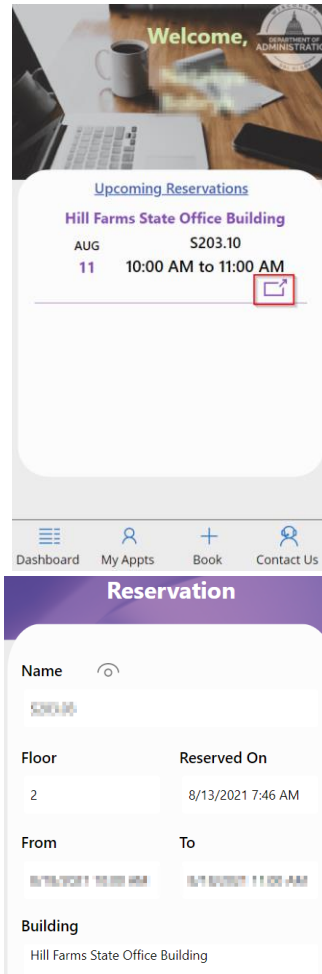 Welcome,
DEPARTMENT OF
ADMINISTRATIO
Upcoming Reservations
Hill Farms State Office Building
AUG S203.10
11 10:00 AM to 11:00 AM
Dashboard My Appts Book Contact Us
Reservation
Name
Floor Reserved On
2 8/13/2021 7:46 AM
From To
Building
Hill Farms State Office Building